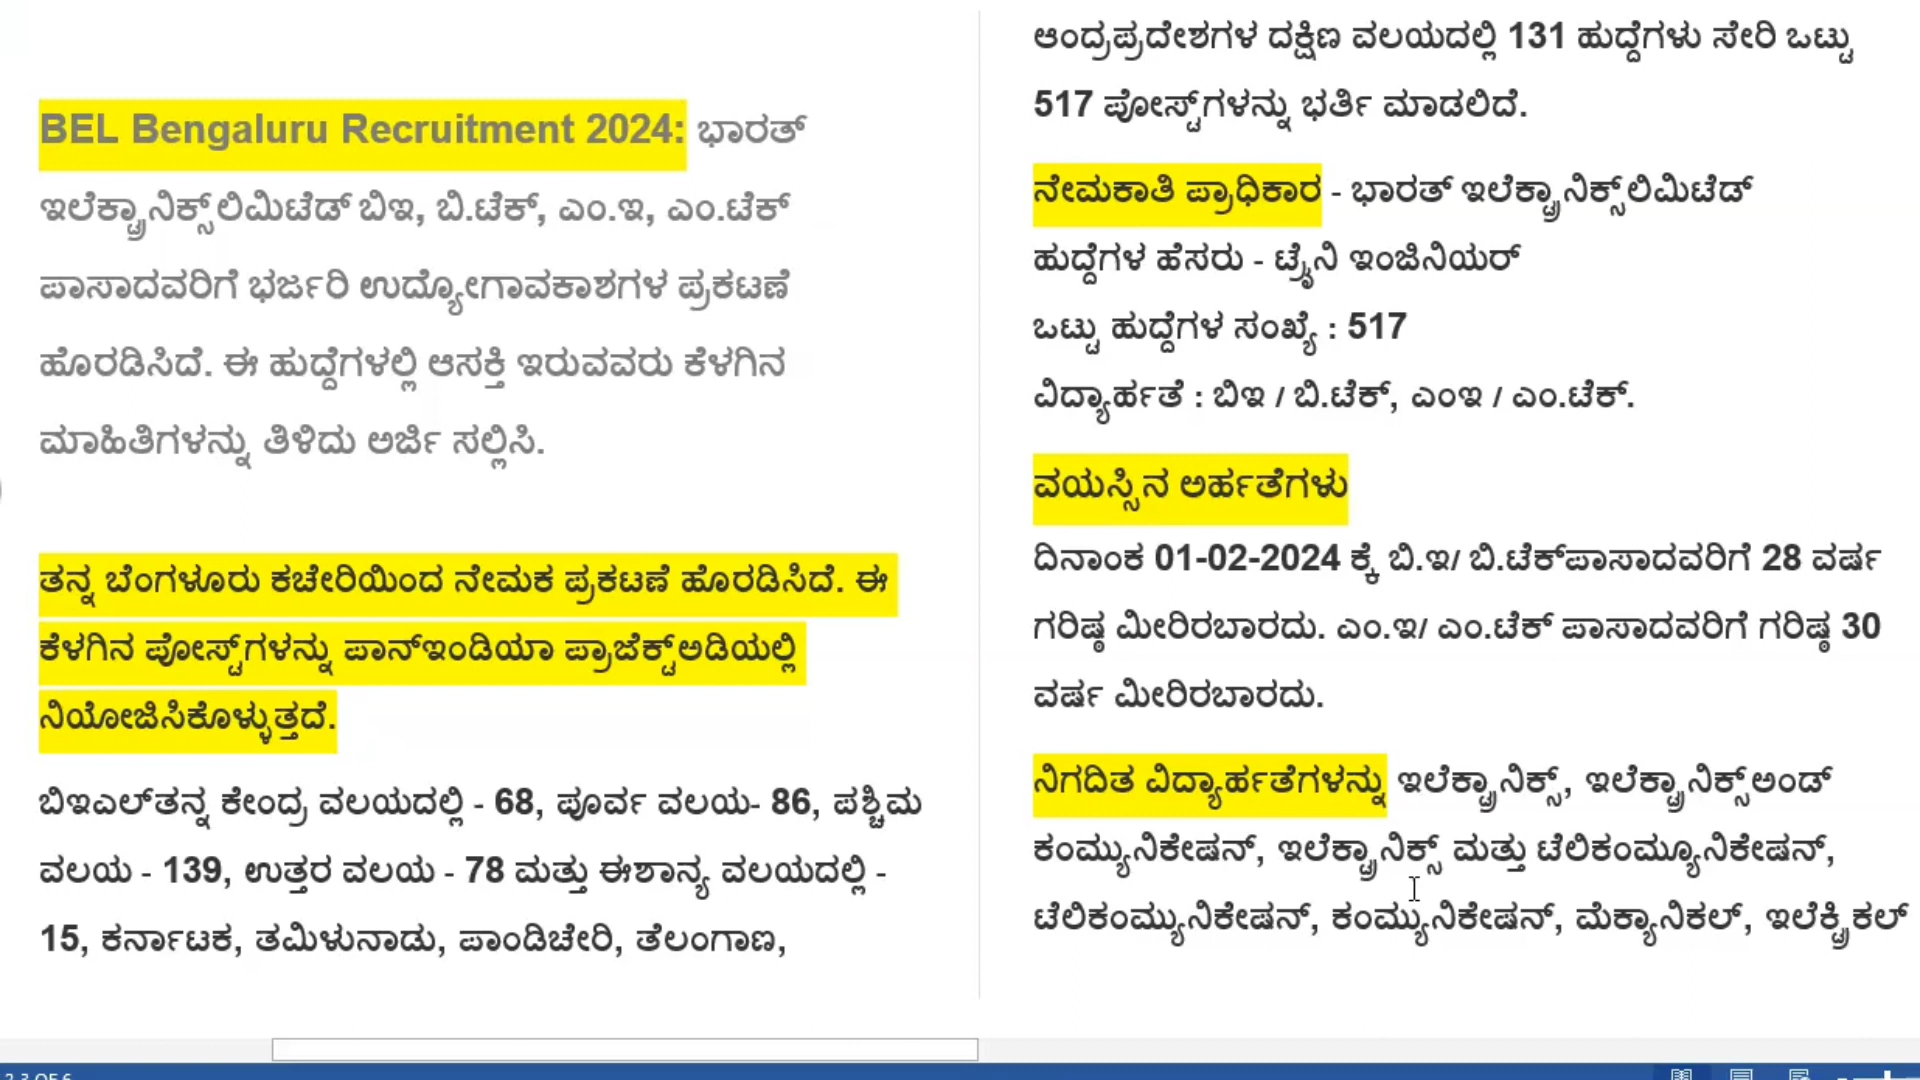 BEL Bengaluru Recruitment 2024: ಭಾರತ್
ಇಲೆಕ್ಟ್ರಾನಿಕ್ಸ್‌ಲಿಮಿಟೆಡ್ ಬಿಇ, ಬಿ.ಟೆಕ್, ಎಂ.ಇ, ಎಂ.ಟೆಕ್
ಪಾಸಾದವರಿಗೆ ಭರ್ಜರಿ ಉದ್ಯೋಗಾವಕಾಶಗಳ ಪ್ರಕಟಣೆ
ಹೊರಡಿಸಿದೆ. ಈ ಹುದ್ದೆಗಳಲ್ಲಿ ಆಸಕ್ತಿ ಇರುವವರು ಕೆಳಗಿನ
ಮಾಹಿತಿಗಳನ್ನು ತಿಳಿದು ಅರ್ಜಿ ಸಲ್ಲಿಸಿ.
ತನ್ನ ಬೆಂಗಳೂರು ಕಚೇರಿಯಿಂದ ನೇಮಕ ಪ್ರಕಟಣೆ ಹೊರಡಿಸಿದೆ. ಈ
ಕೆಳಗಿನ ಪೋಸ್ಟ್‌ಗಳನ್ನು ಪಾನ್‌ಇಂಡಿಯಾ ಪ್ರಾಜೆಕ್ಟ್‌ಅಡಿಯಲ್ಲಿ
ನಿಯೋಜಿಸಿಕೊಳ್ಳುತ್ತದೆ.
ಬಿಇಎಲ್‌ತನ್ನ ಕೇಂದ್ರ ವಲಯದಲ್ಲಿ - 68, ಪೂರ್ವ ವಲಯ- 86, ಪಶ್ಚಿಮ
ವಲಯ - 139, ಉತ್ತರ ವಲಯ - 78 ಮತ್ತು ಈಶಾನ್ಯ ವಲಯದಲ್ಲಿ -
15, ಕರ್ನಾಟಕ, ತಮಿಳುನಾಡು, ಪಾಂಡಿಚೇರಿ, ತೆಲಂಗಾಣ,
ಆಂದ್ರಪ್ರದೇಶಗಳ ದಕ್ಷಿಣ ವಲಯದಲ್ಲಿ 131 ಹುದ್ದೆಗಳು ಸೇರಿ ಒಟ್ಟು
517 ಪೋಸ್ಟ್‌ಗಳನ್ನು ಭರ್ತಿ ಮಾಡಲಿದೆ.
ನೇಮಕಾತಿ ಪ್ರಾಧಿಕಾರ - ಭಾರತ್ ಇಲೆಕ್ಟ್ರಾನಿಕ್ಸ್‌ಲಿಮಿಟೆಡ್
ಹುದ್ದೆಗಳ ಹೆಸರು - ಟ್ರೈನಿ ಇಂಜಿನಿಯರ್
ಒಟ್ಟು ಹುದ್ದೆಗಳ ಸಂಖ್ಯೆ : 517
ವಿದ್ಯಾರ್ಹತೆ : ಬಿಇ / ಬಿ.ಟೆಕ್, ಎಂಇ / ಎಂ.ಟೆಕ್.
ವಯಸ್ಸಿನ ಅರ್ಹತೆಗಳು
ದಿನಾಂಕ 01-02-2024 ಕ್ಕೆ ಬಿ.ಇ/ ಬಿ.ಟೆಕ್‌ಪಾಸಾದವರಿಗೆ 28 ವರ್ಷ
ಗರಿಷ್ಠ ಮೀರಿರಬಾರದು. ಎಂ.ಇ/ ಎಂ.ಟೆಕ್ ಪಾಸಾದವರಿಗೆ ಗರಿಷ್ಠ 30
ವರ್ಷ ಮೀರಿರಬಾರದು.
ನಿಗದಿತ ವಿದ್ಯಾರ್ಹತೆಗಳನ್ನು ಇಲೆಕ್ಟ್ರಾನಿಕ್ಸ್, ಇಲೆಕ್ಟ್ರಾನಿಕ್ಸ್‌ಅಂಡ್
ಕಂಮ್ಯುನಿಕೇಷನ್, ಇಲೆಕ್ಟ್ರಾನಿಕ್ಸ್ ಮತ್ತು ಟೆಲಿಕಂಮ್ಯೂನಿಕೇಷನ್,
ಟೆಲಿಕಂಮ್ಯುನಿಕೇಷನ್, ಕಂಮ್ಯುನಿಕೇಷನ್, ಮೆಕ್ಯಾನಿಕಲ್, ಇಲೆಕ್ಟ್ರಿಕಲ್